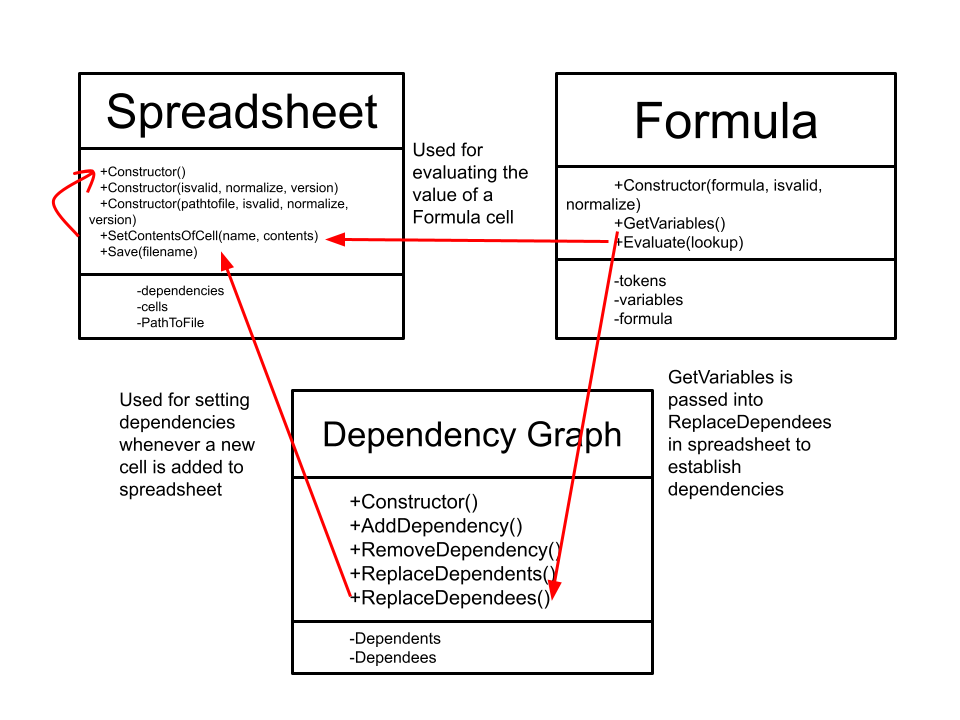 Spreadsheet
+Constructor()
+Constructor(isvalid, normalize, version)
+Constructor(pathtofile, isvalid, normalize,
version)
+SetContentsOfCell(name, contents)
+Save(filename)
-dependencies
-cells
-PathToFile
Used for
evaluating the
value of a
Formula cell
Formula
+Constructor(formula, isvalid,
normalize)
+GetVariables()
+Evaluate(lookup)
-tokens
-variables
-formula
Used for setting
dependencies
whenever a new
cell is added to
spreadsheet
Dependency Graph
+Constructor()
+AddDependency()
+RemoveDependency()
+ReplaceDependents()
+ReplaceDependees()
-Dependents
-Dependees
GetVariables is
passed into
ReplaceDependees
in spreadsheet to
establish
dependencies